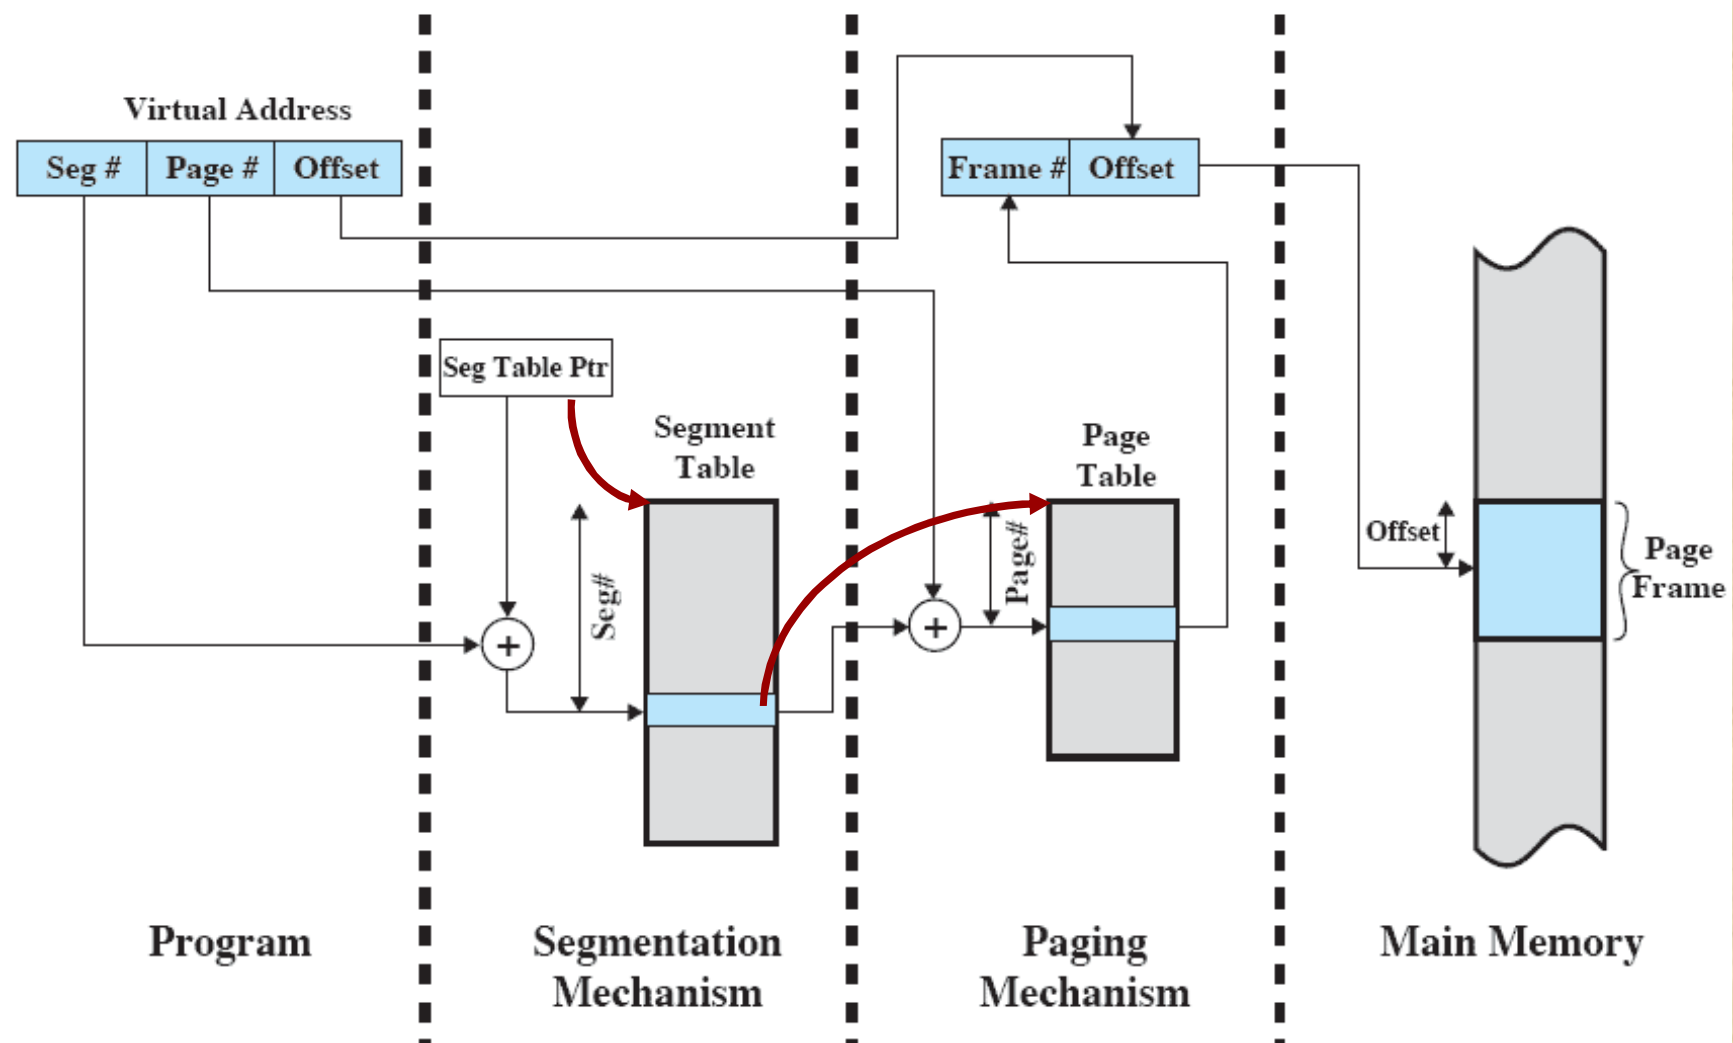 Virtual Address
Seg #
Page #
Offset
Frame #
Offset
Seg Table Ptr
Segment
Table
Page
Table
Seg#
+
Page#
+
Offset
Page
Frame
Program
Segmentation
Mechanism
Paging
Mechanism
Main Memory